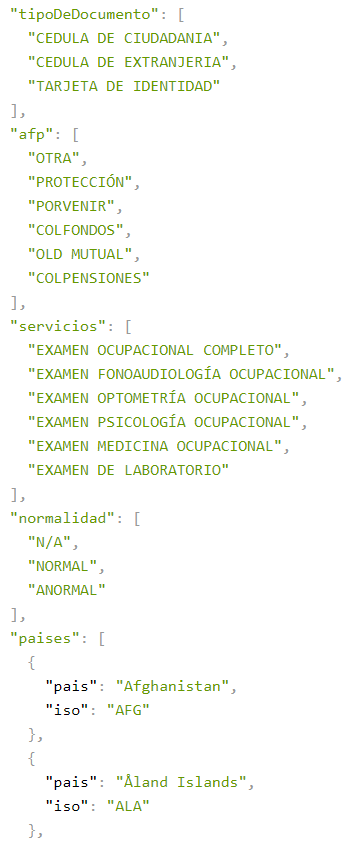 "tipoDeDocumento": [
"CEDULA DE CIUDADANIA",
"CEDULA DE EXTRANJERIA",
"TARJETA DE IDENTIDAD"
],
"afp": [
"OTRA",
"PROTECCIÓN",
"PORVENIR",
"COLFONDOS",
"OLD MUTUAL",
"COLPENSIONES"
],
"servicios": [
"EXAMEN OCUPACIONAL COMPLETO",
"EXAMEN FONOAUDIOLOGÍA OCUPACIONAL",
"EXAMEN OPTOMETRÍA OCUPACIONAL",
"EXAMEN PSICOLOGÍA OCUPACIONAL",
"EXAMEN MEDICINA OCUPACIONAL",
"EXAMEN DE LABORATORIO"
],
"normalidad": [
"N/A",
"NORMAL",
"ANORMAL"
],
"paises": [
{
"pais": "Afghanistan",
"iso": "AFG"
},
{
"pais": "Åland Islands",
"iso": "ALA"
},